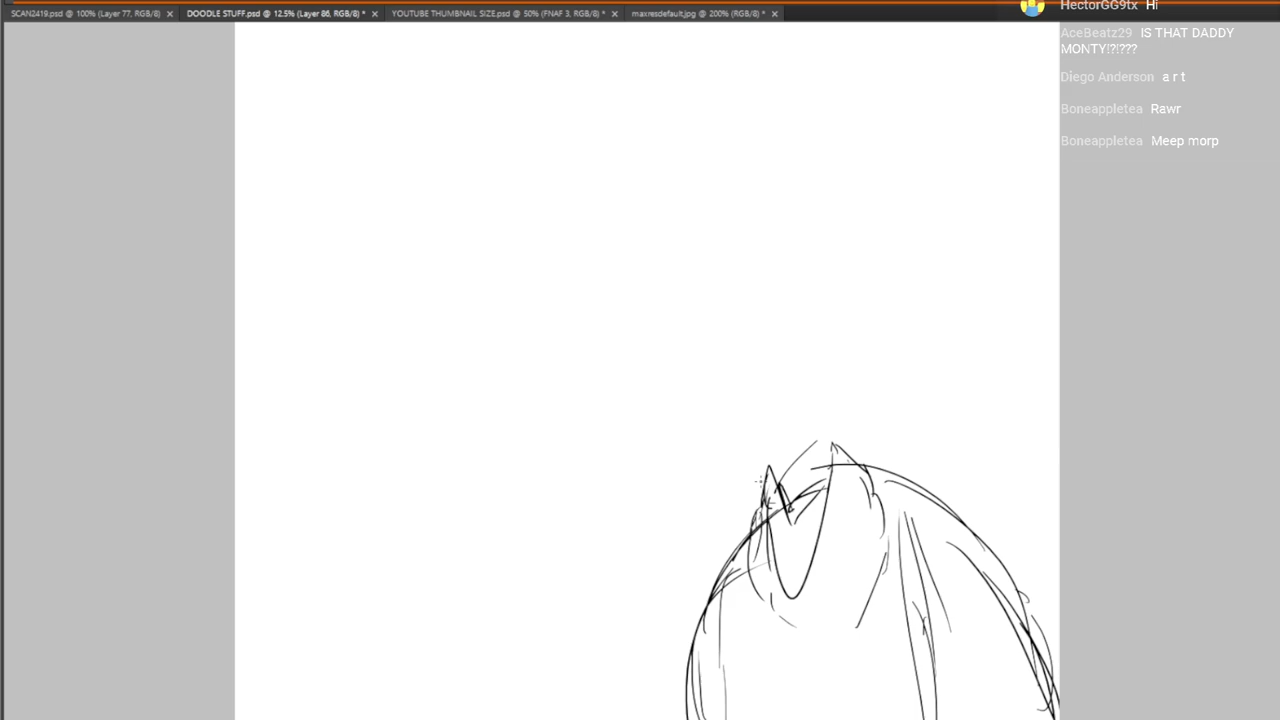 SCAN2419.psd @ 100% (Layer 77, RGB/8) DOODLE STUFF.psd @ 12.5% (Layer 86, RGB/8) * YOUTUBE THUMBNAIL SIZE.psd @ 50% (FNAF 3, RGB/8) * maxresdefault.jpg @ 200% (RGB/8) *
HectorGG9tx Hi
AceBeatz29 IS THAT DADDY
MONTY!?!???
Diego Anderson a r t
Boneappletea Rawr
Boneappletea Meep morp